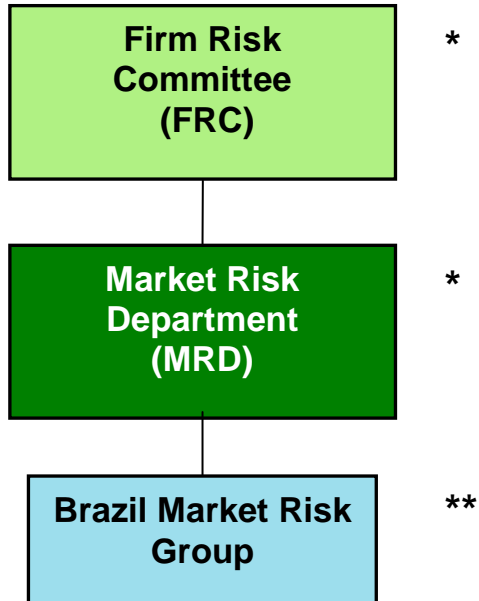 Firm Risk *
Committee
(FRC)
Market Risk *
Department
(MRD)
Brazil Market Risk **
Group